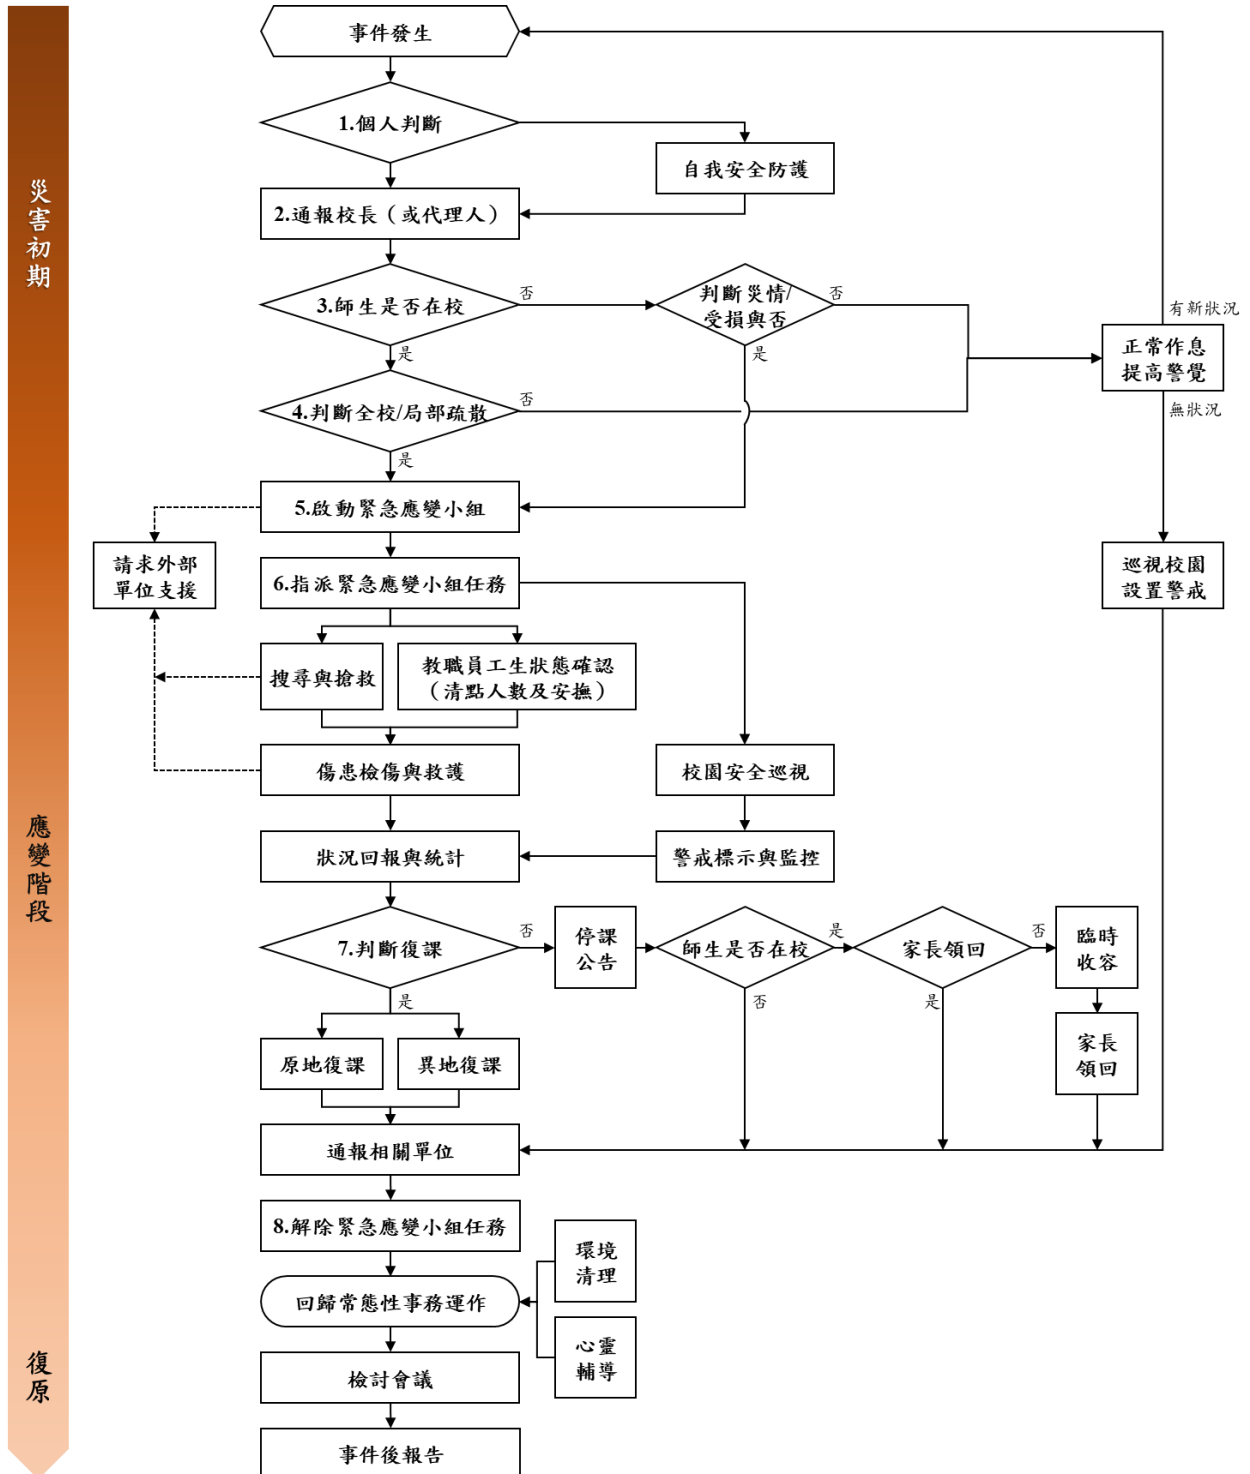 災害初期
應變階段
復原
事件發生
1.個人判斷
自我安全防護
2.通報校長（或代理人）
3.師生是否在校
否
判斷災情/
受損與否
否
有新狀況
正常作息
提高警覺
無狀況
是
是
4.判斷全校/局部疏散
否
是
5.啟動緊急應變小組
請求外部
單位支援
巡視校園
設置警戒
6.指派緊急應變小組任務
搜尋與搶救
教職員工生狀態確認
（清點人數及安撫）
傷患檢傷與救護
校園安全巡視
狀況回報與統計
警戒標示與監控
7.判斷復課
否
停課
公告
師生是否在校
是
家長領回
否
臨時
收容
是
否
是
原地復課
異地復課
家長
領回
通報相關單位
8.解除緊急應變小組任務
環境
清理
回歸常態性事務運作
心靈
輔導
檢討會議
事件後報告